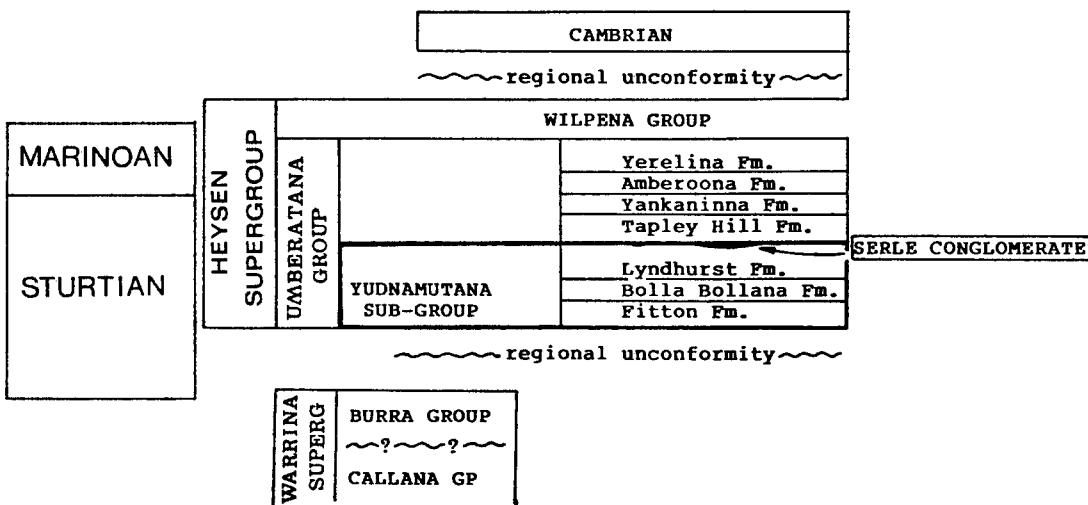 CAMBRIAN
regional unconformity
WILPENA GROUP
MARINOAN
STURTIAN
HEYSEN
SUPERGROUP
UMBERATANA
GROUP
Yerelina Fm.
Amberoona Fm.
Yankaninna Fm.
Tapley Hill Fm.
SERLE CONGLOMERATE
YUDNAMUTANA
SUB-GROUP
Lyndhurst Fm.
Bolla Bollana Fm.
Fitton Fm.
regional unconformity
WARRINA
SUPERG
BURRA GROUP
? ?
CALLANA GP